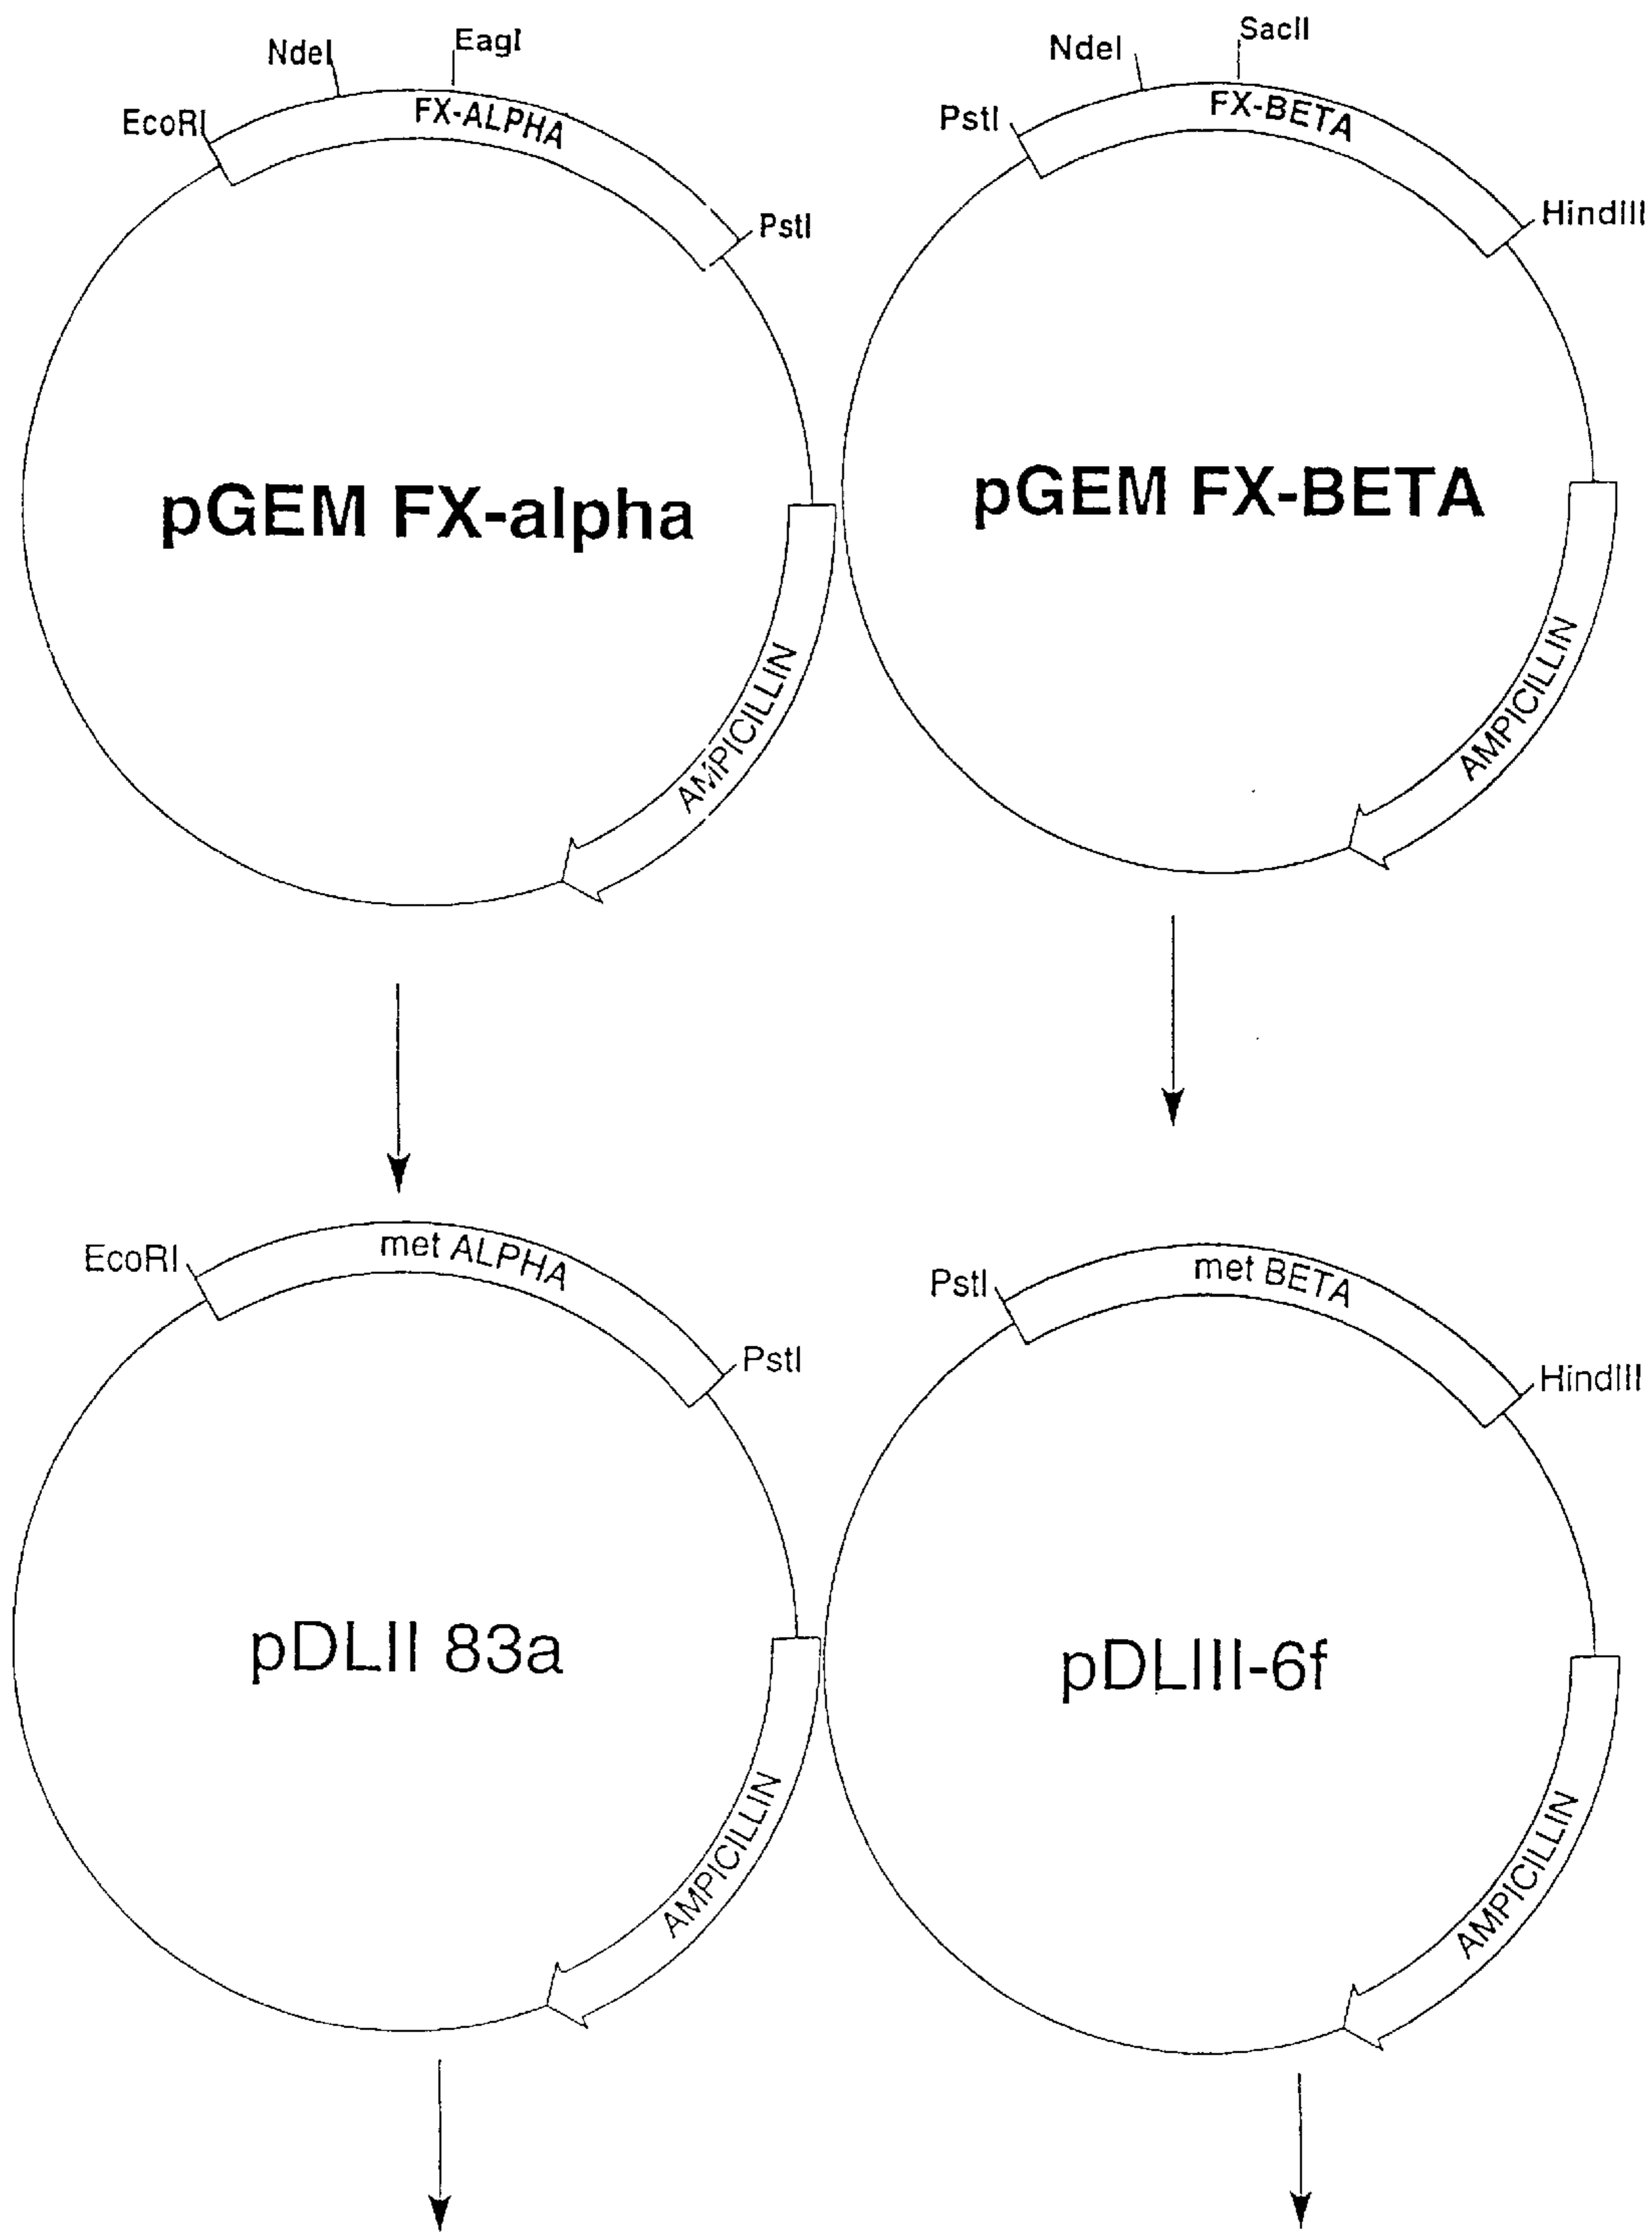 NdeI
EagI
EcoRI
FX-ALPHA
PstI
pGEM FX-alpha
AMPICILLIN
NdeI
SacII
PstI
FX-BETA
HindIII
pGEM FX-BETA
AMPICILLIN
EcoRI
met ALPHA
PstI
pDLII 83a
AMPICILLIN
PstI
met BETA
HindIII
pDLIII-6f
AMPICILLIN